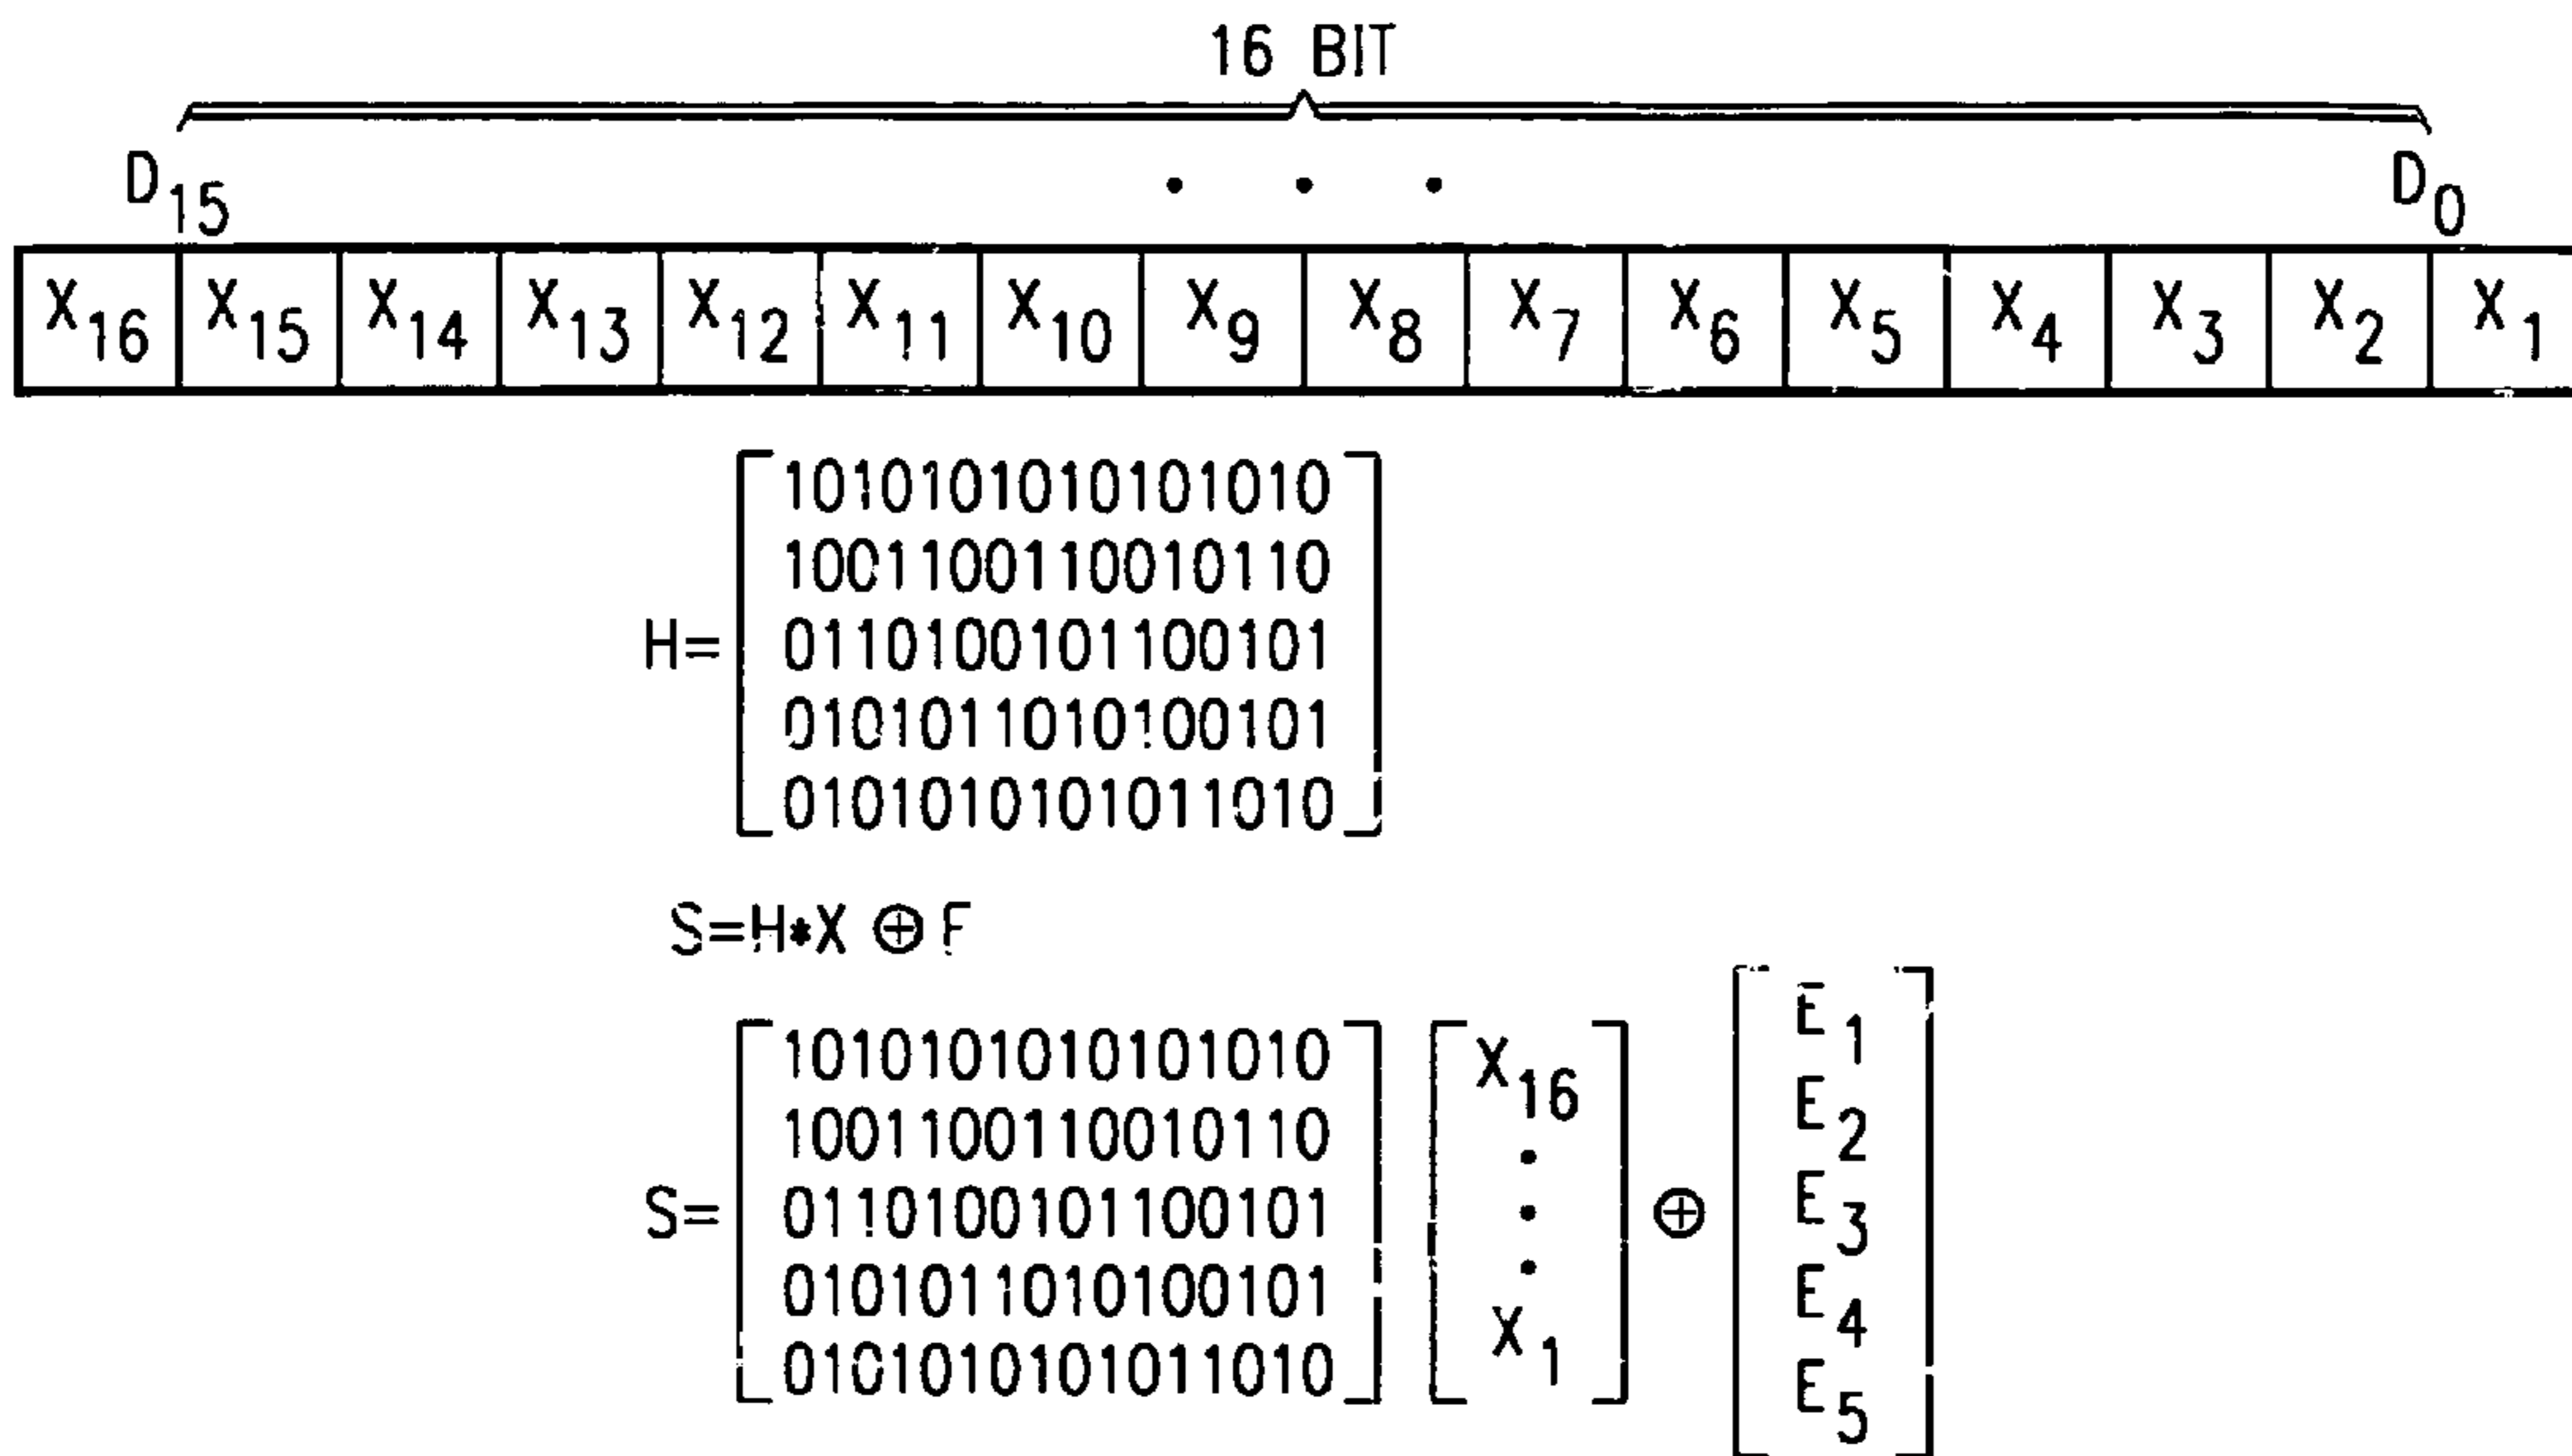 16 BIT
D15 . . . D0
X16 X15 X14 X13 X12 X11 X10 X9 X8 X7 X6 X5 X4 X3 X2 X1
1010101010101010
1001100110010110
H= 0110100101100101
0101011010100101
0101010101011010
S=H*X ⊕ E
1010101010101010
1001100110010110
S= 0110100101100101
0101011010100101
0101010101011010
X16
.
.
.
X1
⊕
E1
E2
E3
E4
E5